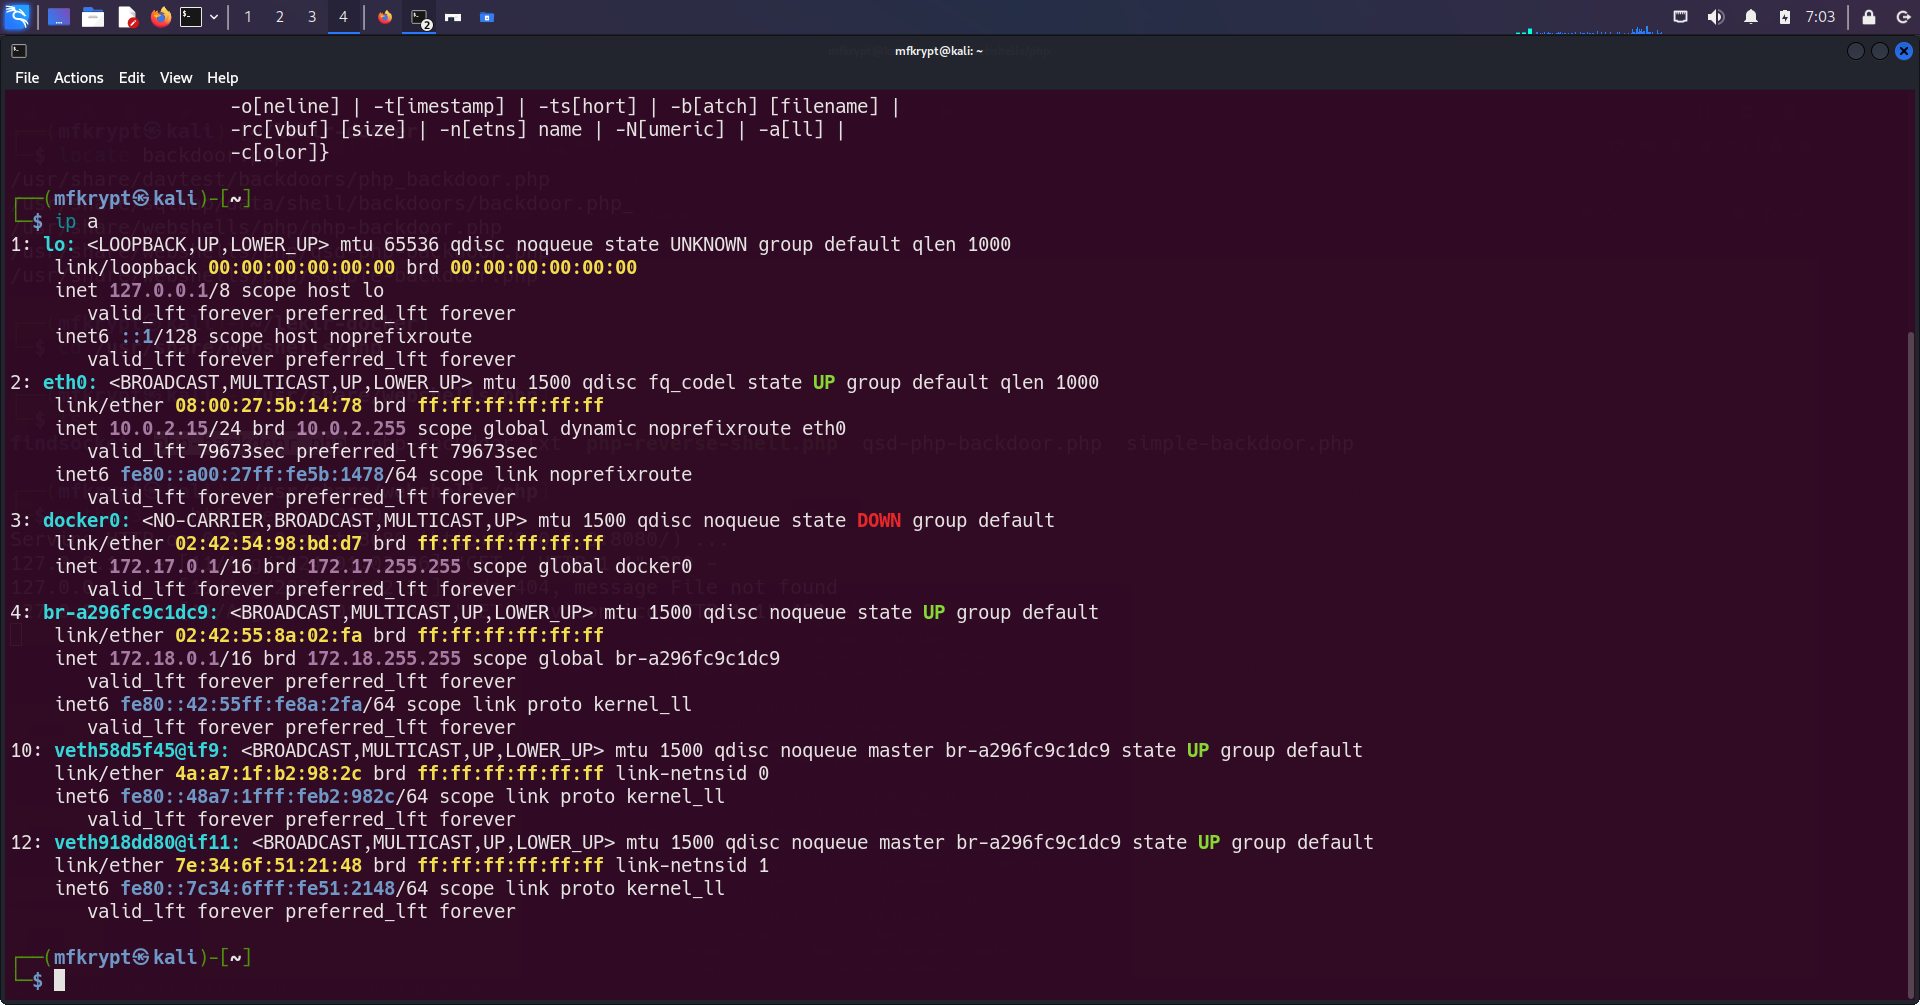 1 2 3 4 2 7:03
mfkrypt@kali: ~
File Actions Edit View Help
-o[neline] | -t[imestamp] | -ts[hort] | -b[atch] [filename] |
-rc[vbuf] [size] | -n[etns] name | -N[umeric] | -a[ll] |
-c[olor]}
┌──(mfkrypt㉿kali)-[~]
└─$ ip a
1: lo: <LOOPBACK,UP,LOWER_UP> mtu 65536 qdisc noqueue state UNKNOWN group default qlen 1000
link/loopback 00:00:00:00:00:00 brd 00:00:00:00:00:00
inet 127.0.0.1/8 scope host lo
valid_lft forever preferred_lft forever
inet6 ::1/128 scope host noprefixroute
valid_lft forever preferred_lft forever
2: eth0: <BROADCAST,MULTICAST,UP,LOWER_UP> mtu 1500 qdisc fq_codel state UP group default qlen 1000
link/ether 08:00:27:5b:14:78 brd ff:ff:ff:ff:ff:ff
inet 10.0.2.15/24 brd 10.0.2.255 scope global dynamic noprefixroute eth0
valid_lft 79673sec preferred_lft 79673sec
inet6 fe80::a00:27ff:fe5b:1478/64 scope link noprefixroute
valid_lft forever preferred_lft forever
3: docker0: <NO-CARRIER,BROADCAST,MULTICAST,UP> mtu 1500 qdisc noqueue state DOWN group default
link/ether 02:42:54:98:bd:d7 brd ff:ff:ff:ff:ff:ff
inet 172.17.0.1/16 brd 172.17.255.255 scope global docker0
valid_lft forever preferred_lft forever
4: br-a296fc9c1dc9: <BROADCAST,MULTICAST,UP,LOWER_UP> mtu 1500 qdisc noqueue state UP group default
link/ether 02:42:55:8a:02:fa brd ff:ff:ff:ff:ff:ff
inet 172.18.0.1/16 brd 172.18.255.255 scope global br-a296fc9c1dc9
valid_lft forever preferred_lft forever
inet6 fe80::42:55ff:fe8a:2fa/64 scope link proto kernel_ll
valid_lft forever preferred_lft forever
10: veth58d5f45@if9: <BROADCAST,MULTICAST,UP,LOWER_UP> mtu 1500 qdisc noqueue master br-a296fc9c1dc9 state UP group default
link/ether 4a:a7:1f:b2:98:2c brd ff:ff:ff:ff:ff:ff link-netnsid 0
inet6 fe80::48a7:1fff:feb2:982c/64 scope link proto kernel_ll
valid_lft forever preferred_lft forever
12: veth918dd80@if11: <BROADCAST,MULTICAST,UP,LOWER_UP> mtu 1500 qdisc noqueue master br-a296fc9c1dc9 state UP group default
link/ether 7e:34:6f:51:21:48 brd ff:ff:ff:ff:ff:ff link-netnsid 1
inet6 fe80::7c34:6fff:fe51:2148/64 scope link proto kernel_ll
valid_lft forever preferred_lft forever
┌──(mfkrypt㉿kali)-[~]
└─$